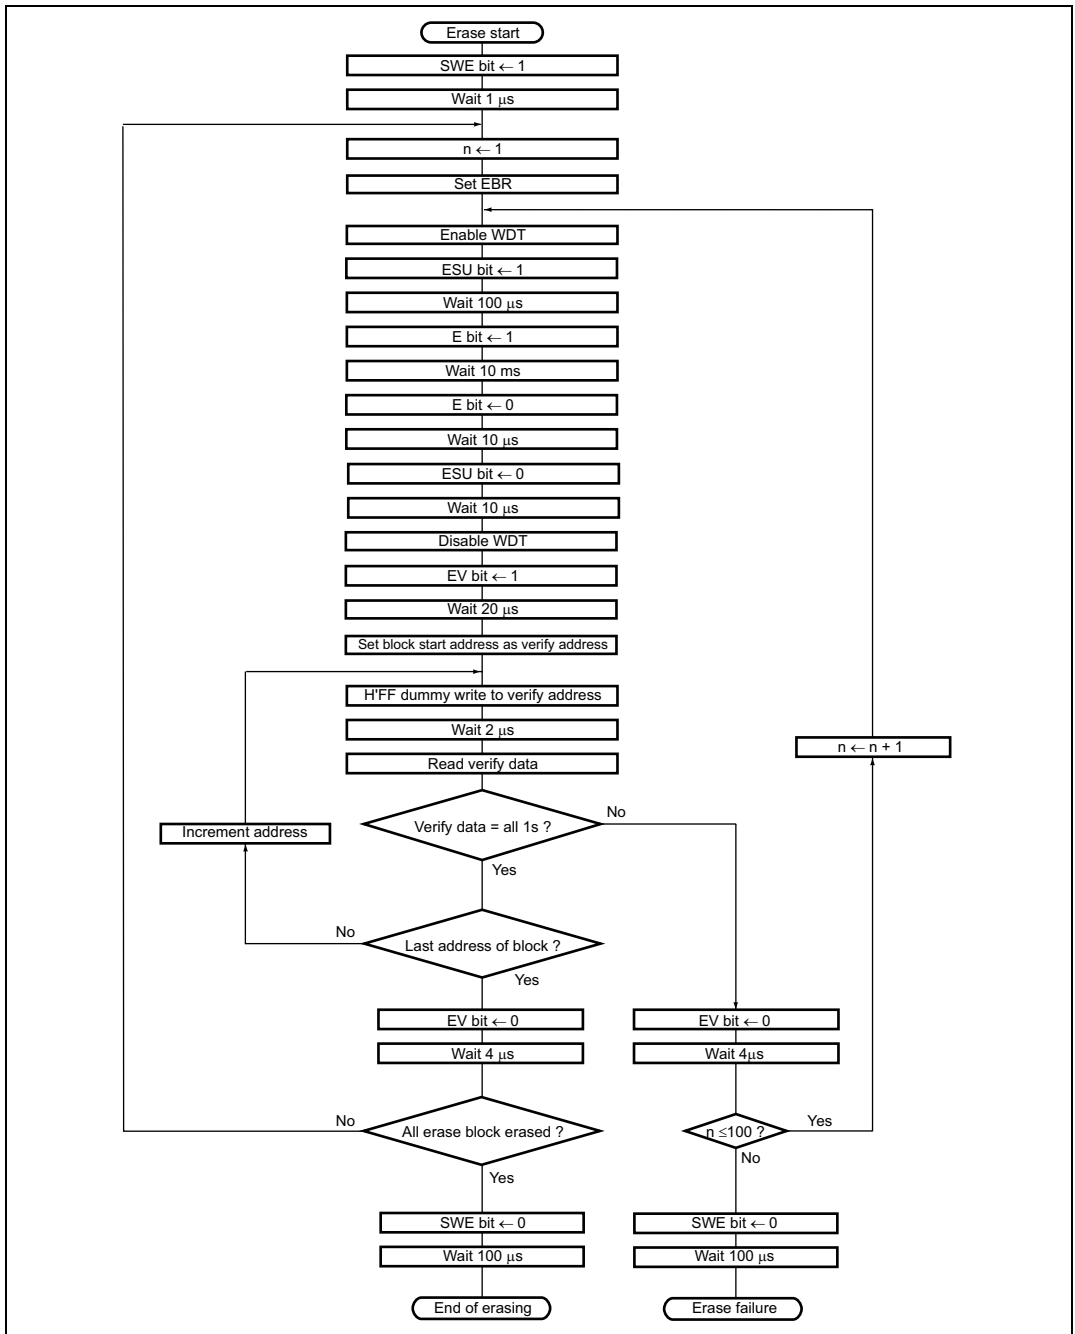 Erase start
SWE bit ← 1
Wait 1 μs
n ← 1
Set EBR
Enable WDT
ESU bit ← 1
Wait 100 μs
E bit ← 1
Wait 10 ms
E bit ← 0
Wait 10 μs
ESU bit ← 0
Wait 10 μs
Disable WDT
EV bit ← 1
Wait 20 μs
Set block start address as verify address
H'FF dummy write to verify address
Wait 2 μs
Read verify data
n ← n + 1
Verify data = all 1s ?
No
Increment address
Yes
Last address of block ?
No
Yes
EV bit ← 0
EV bit ← 0
Wait 4 μs
Wait 4μs
All erase block erased ?
No
n ≤100 ?
Yes
No
Yes
SWE bit ← 0
SWE bit ← 0
Wait 100 μs
Wait 100 μs
End of erasing
Erase failure